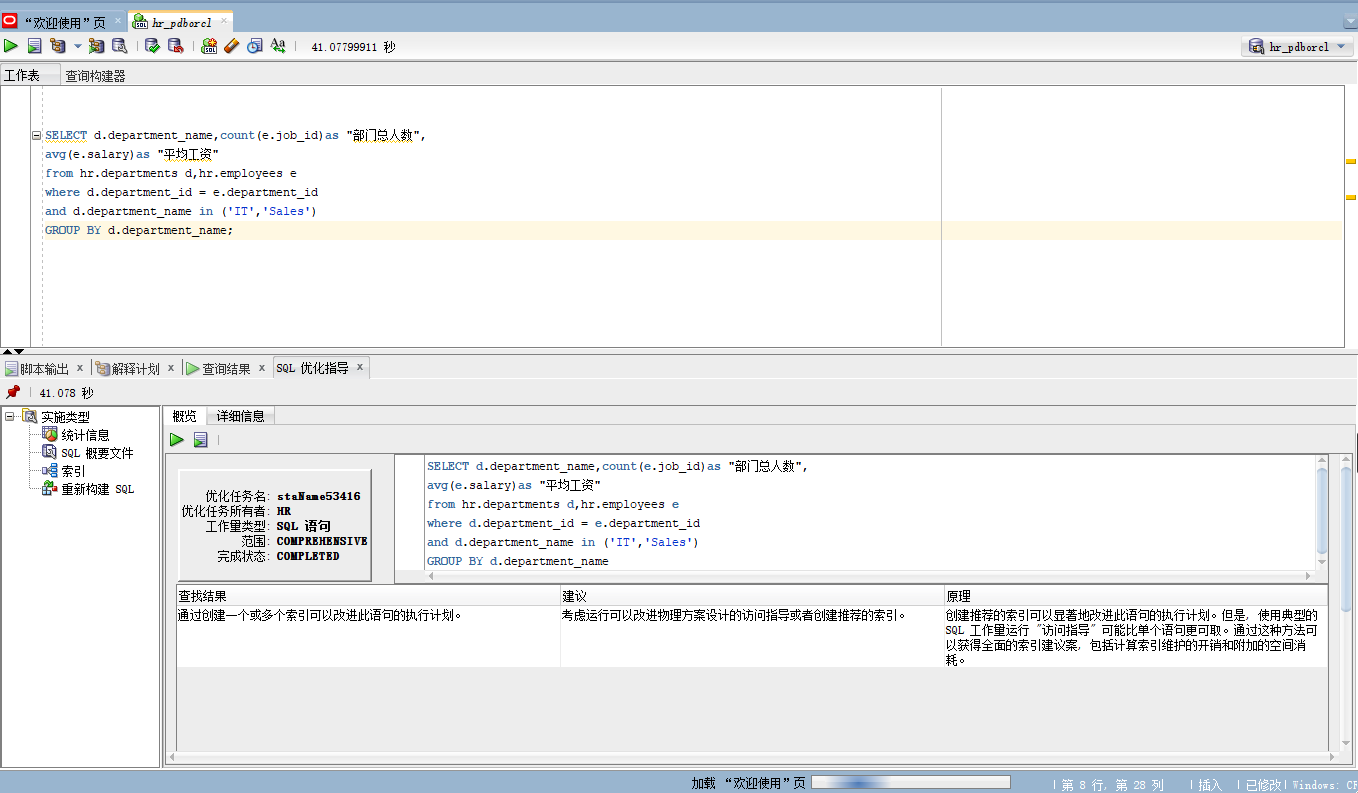 “欢迎使用”页
hr_pdborcl
41.07799911 秒
hr_pdborcl
工作表 查询构建器
SELECT d.department_name,count(e.job_id)as "部门总人数",
avg(e.salary)as "平均工资"
from hr.departments d,hr.employees e
where d.department_id = e.department_id
and d.department_name in ('IT','Sales')
GROUP BY d.department_name;
脚本输出 解释计划 查询结果 SQL 优化指导
41.078 秒
实施类型
统计信息
SQL 概要文件
索引
重新构建 SQL
概览 详细信息
优化任务名: staName53416
优化任务所有者: HR
工作量类型: SQL 语句
范围: COMPREHENSIVE
完成状态: COMPLETED
SELECT d.department_name,count(e.job_id)as "部门总人数",
avg(e.salary)as "平均工资"
from hr.departments d,hr.employees e
where d.department_id = e.department_id
and d.department_name in ('IT','Sales')
GROUP BY d.department_name
查找结果 建议 原理
通过创建一个或多个索引可以改进此语句的执行计划。
考虑运行可以改进物理方案设计的访问指导或者创建推荐的索引。
创建推荐的索引可以显著地改进此语句的执行计划。但是, 使用典型的
SQL 工作量运行 "访问指导" 可能比单个语句更可取。通过这种方法可
以获得全面的索引建议案, 包括计算索引维护的开销和附加的空间消
耗。
加载 “欢迎使用”页
第 8 行, 第 28 列 插入 已修改 Windows: CF